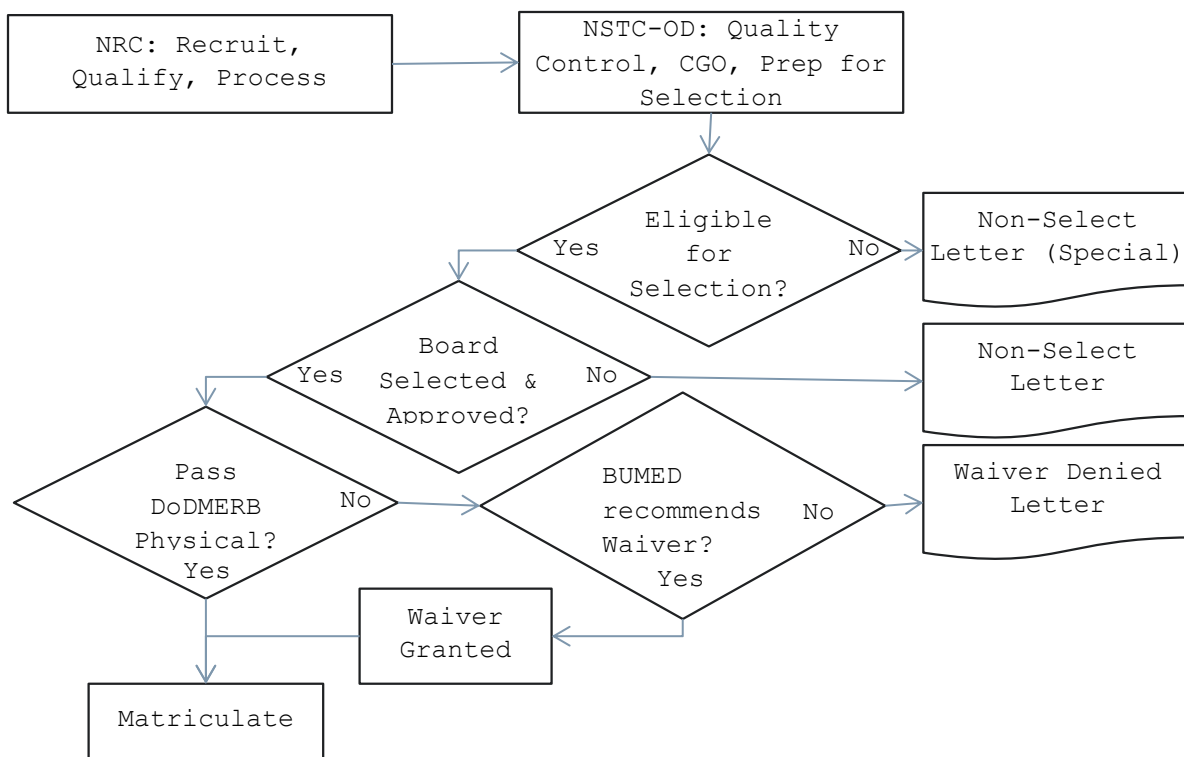 NRC: Recruit,
Qualify, Process
NSTC-OD: Quality
Control, CGO, Prep for
Selection
Eligible
for
Selection?
Yes
No
Non-Select
Letter (Special)
Board
Selected &
Approved?
Yes
No
Non-Select
Letter
Pass
DoDMERB
Physical?
No
Yes
BUMED
recommends
Waiver?
No
Yes
Waiver Denied
Letter
Waiver
Granted
Matriculate